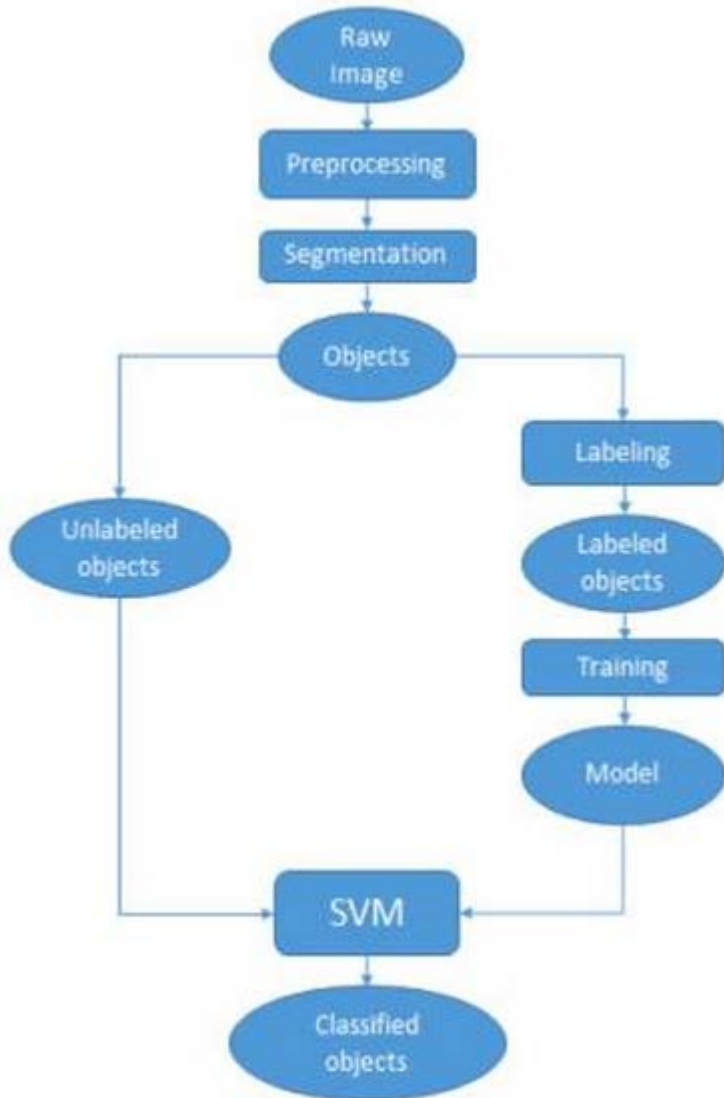 Raw
Image
Preprocessing
Segmentation
Objects
Labeling
Unlabeled
objects
Labeled
objects
Training
Model
SVM
Classified
objects